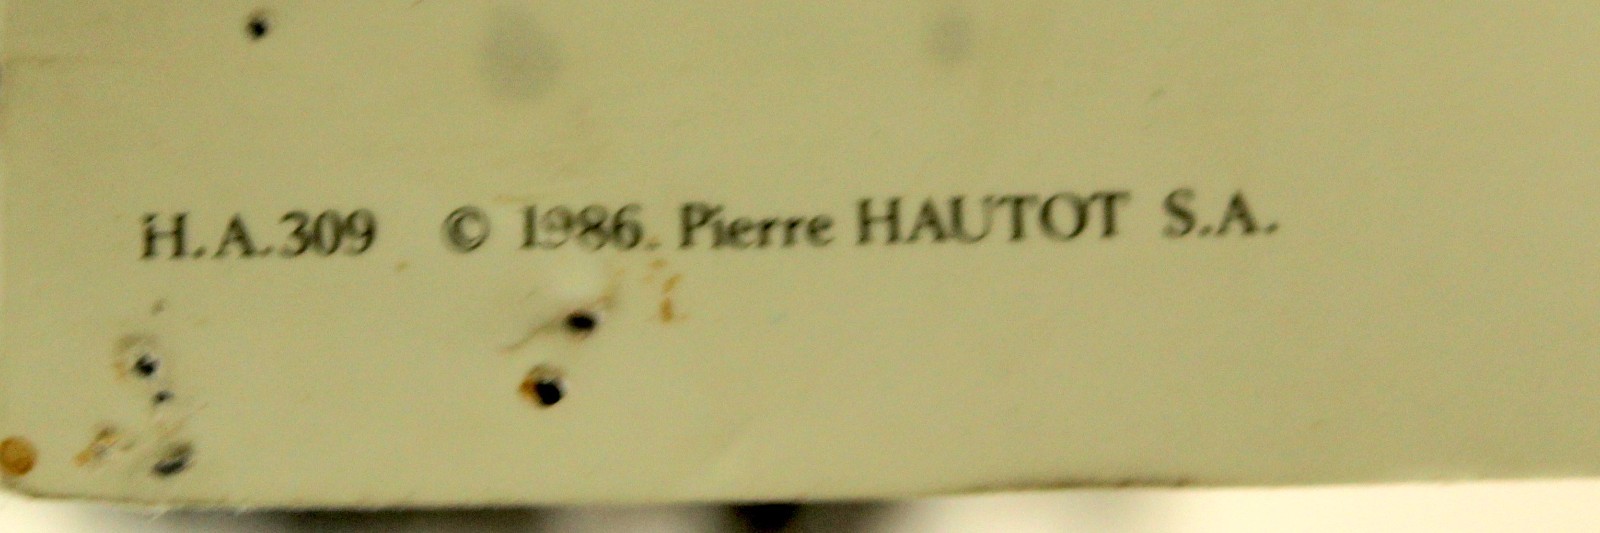 H.A.309 © 1986. Pierre HAUTOT S.A.